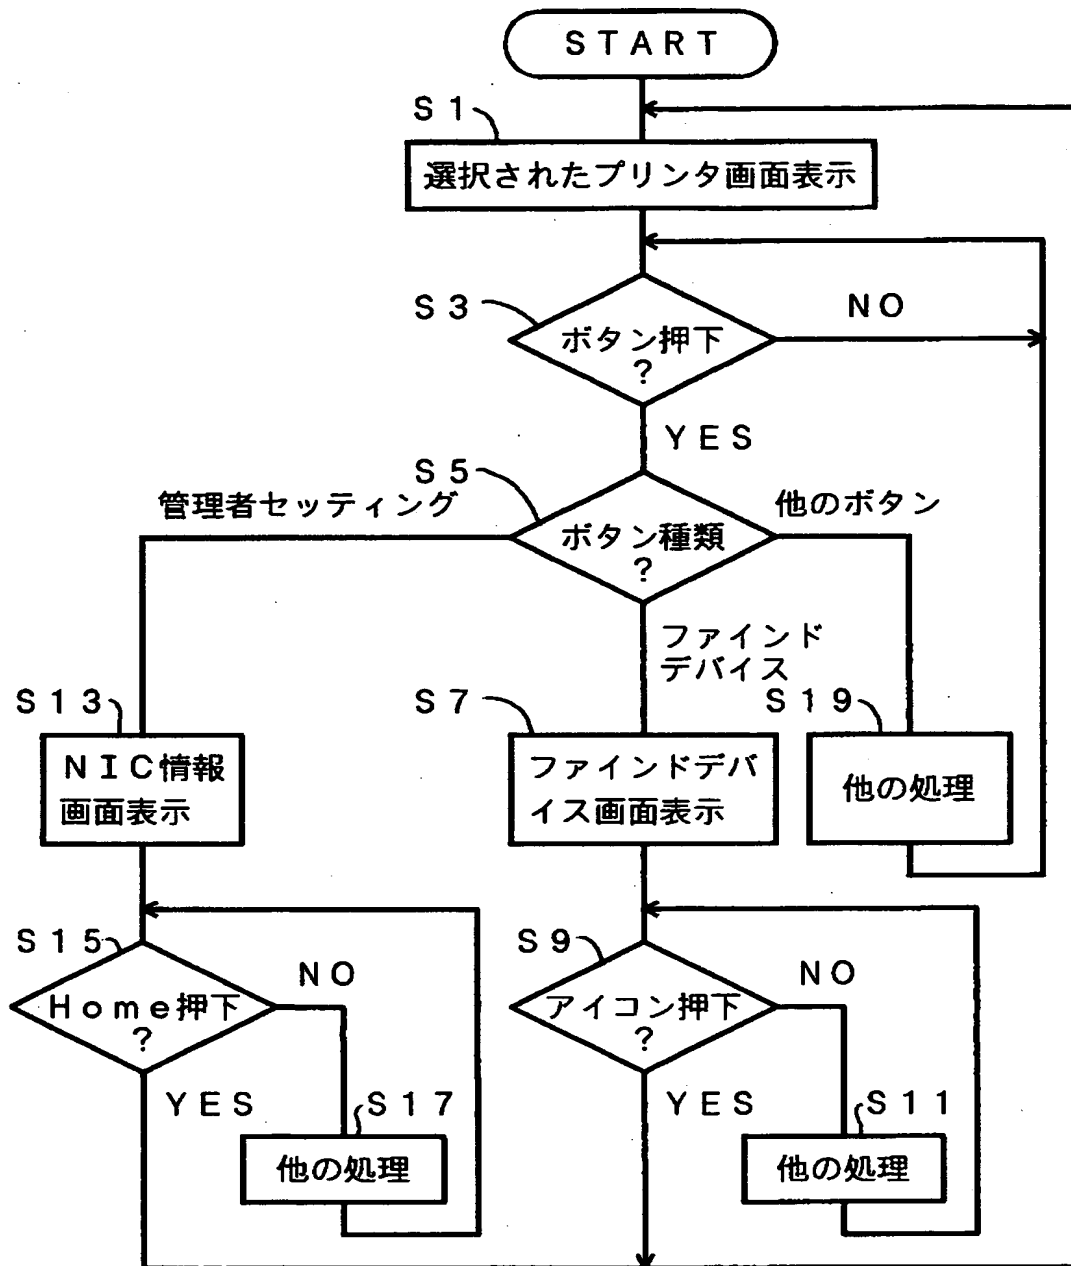 ＳＴＡＲＴ
Ｓ１
選択されたプリンタ画面表示
Ｓ３
ＮＯ
ボタン押下
？
ＹＥＳ
Ｓ５
管理者セッティング
他のボタン
ボタン種類
？
ファインド
デバイス
Ｓ１３
Ｓ７
Ｓ１９
ＮＩＣ情報
画面表示
ファインドデバ
イス画面表示
他の処理
Ｓ１５
ＮＯ
Ｓ９
ＮＯ
Ｈｏｍｅ押下
？
アイコン押下
？
ＹＥＳ
Ｓ１７
ＹＥＳ
Ｓ１１
他の処理
他の処理